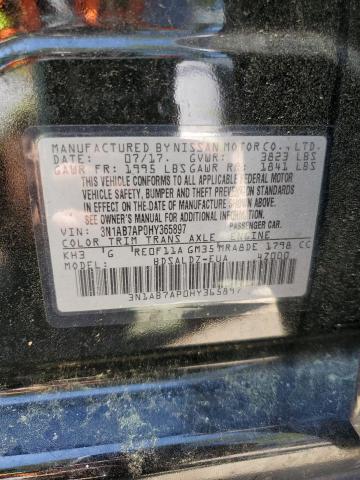 MANUFACTURED BY NISSAN MOTOR CO., LTD.
DATE: 07/17. GVWR: 3823 LBS
GAWR FR: 1995 LBS GAWR RR: 1841 LBS
THIS VEHICLE CONFORMS TO ALL APPLICABLE FEDERAL MOTOR
VEHICLE SAFETY, BUMPER AND THEFT PREVENTION STANDARDS
IN EFFECT ON THE DATE OF MANUFACTURE SHOWN ABOVE.
SEE OWNER'S MANUAL FOR ADDITIONAL INFORMATION.
VIN: 3N1AB7AP0HY365897 PASSENGER CAR
COLOR TRIM TRANS AXLE ENGINE
KH3 G RE0F11A GM35 MRA8DE 1798 CC
MODEL: BDSALDZ-EUA 47000
3N1AB7AP0HY365897